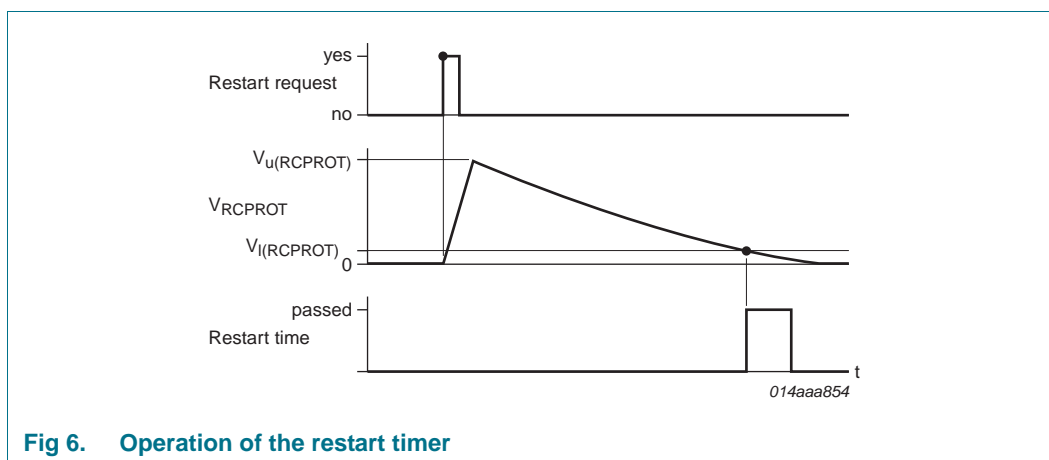 yes
Restart request
no
Vu(RCPROT)
VRCPROT
Vl(RCPROT)
0
passed
Restart time
t
014aaa854
Fig 6. Operation of the restart timer